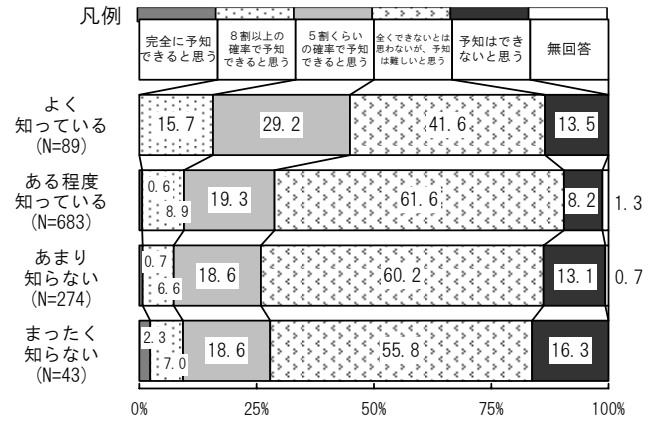 凡例
完全に予知
できると思う
8割以上の
確率で予知
できると思う
5割くらい
の確率で予知
できると思う
全くできないとは
思わないが、予知
は難しいと思う
予知はでき
ないと思う
無回答
よく
知っている
(N=89)
15.7 29.2 41.6 13.5
ある程度
知っている
(N=683)
0.6 8.9 19.3 61.6 8.2 1.3
あまり
知らない
(N=274)
0.7 6.6 18.6 60.2 13.1 0.7
まったく
知らない
(N=43)
2.3 7.0 18.6 55.8 16.3
0% 25% 50% 75% 100%